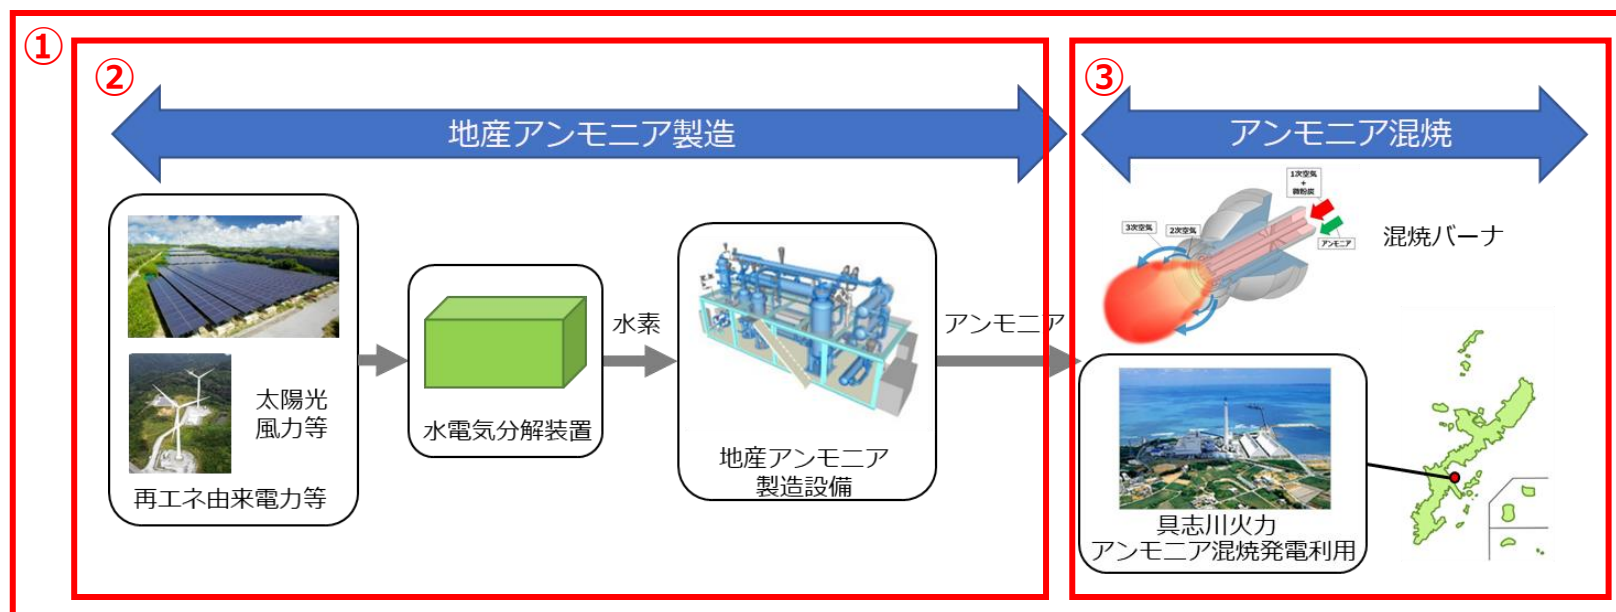 ①
②
③
地産アンモニア製造
アンモニア混焼
太陽光
風力等
再エネ由来電力等
水電気分解装置
水素
地産アンモニア
製造設備
アンモニア
1次空気
+
微粉炭
3次空気
2次空気
アンモニア
混焼バーナ
具志川火力
アンモニア混焼発電利用